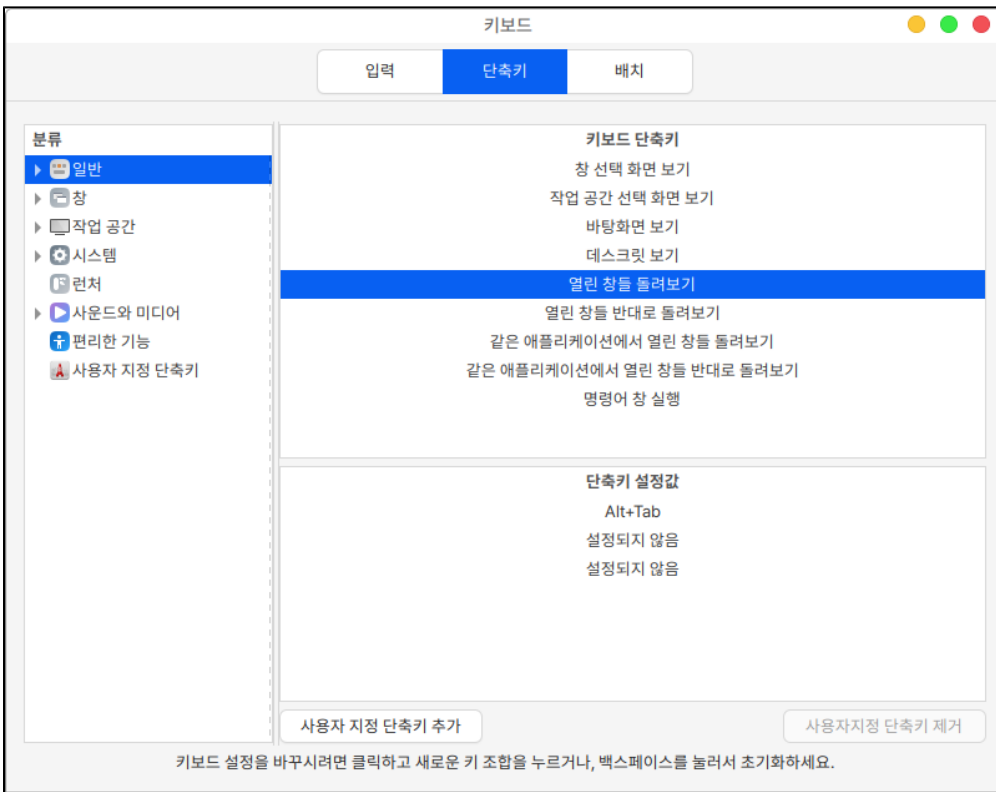 키보드
입력 단축키 배치
분류
일반
창
작업 공간
시스템
런처
사운드와 미디어
편리한 기능
사용자 지정 단축키
키보드 단축키
창 선택 화면 보기
작업 공간 선택 화면 보기
바탕화면 보기
데스크릿 보기
열린 창들 돌려보기
열린 창들 반대로 돌려보기
같은 애플리케이션에서 열린 창들 돌려보기
같은 애플리케이션에서 열린 창들 반대로 돌려보기
명령어 창 실행
단축키 설정값
Alt+Tab
설정되지 않음
설정되지 않음
사용자 지정 단축키 추가 사용자지정 단축키 제거
키보드 설정을 바꾸시려면 클릭하고 새로운 키 조합을 누르거나, 백스페이스를 눌러서 초기화하세요.